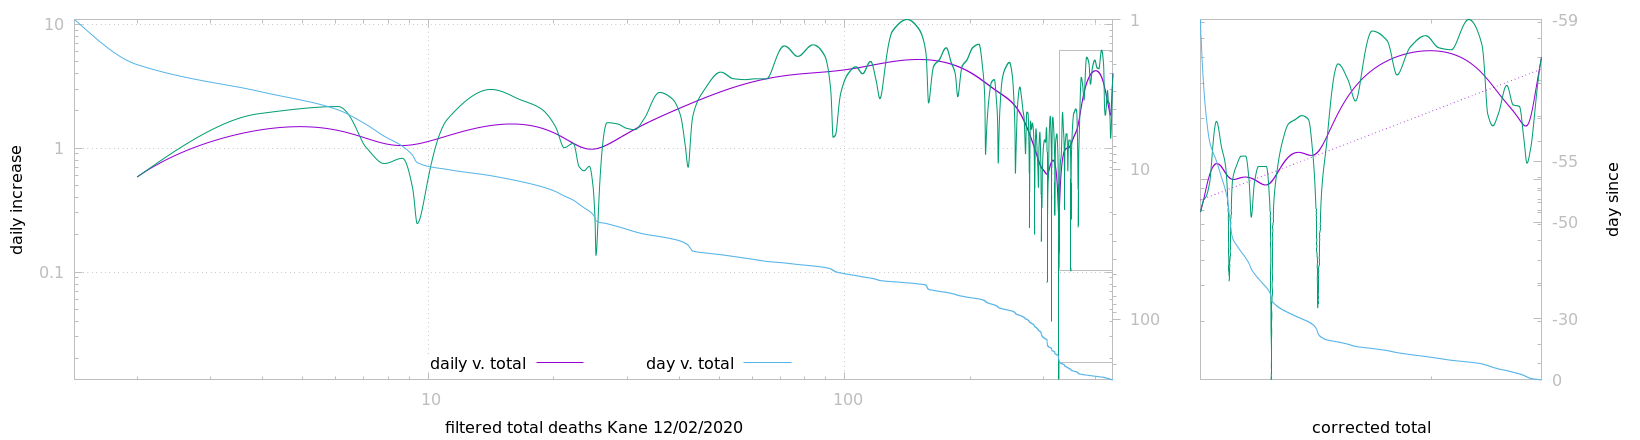 10
1
0.1
daily increase
1
10
100
daily v. total
day v. total
10
100
filtered total deaths Kane 12/02/2020
-59
-55
-50
-30
0
day since
corrected total